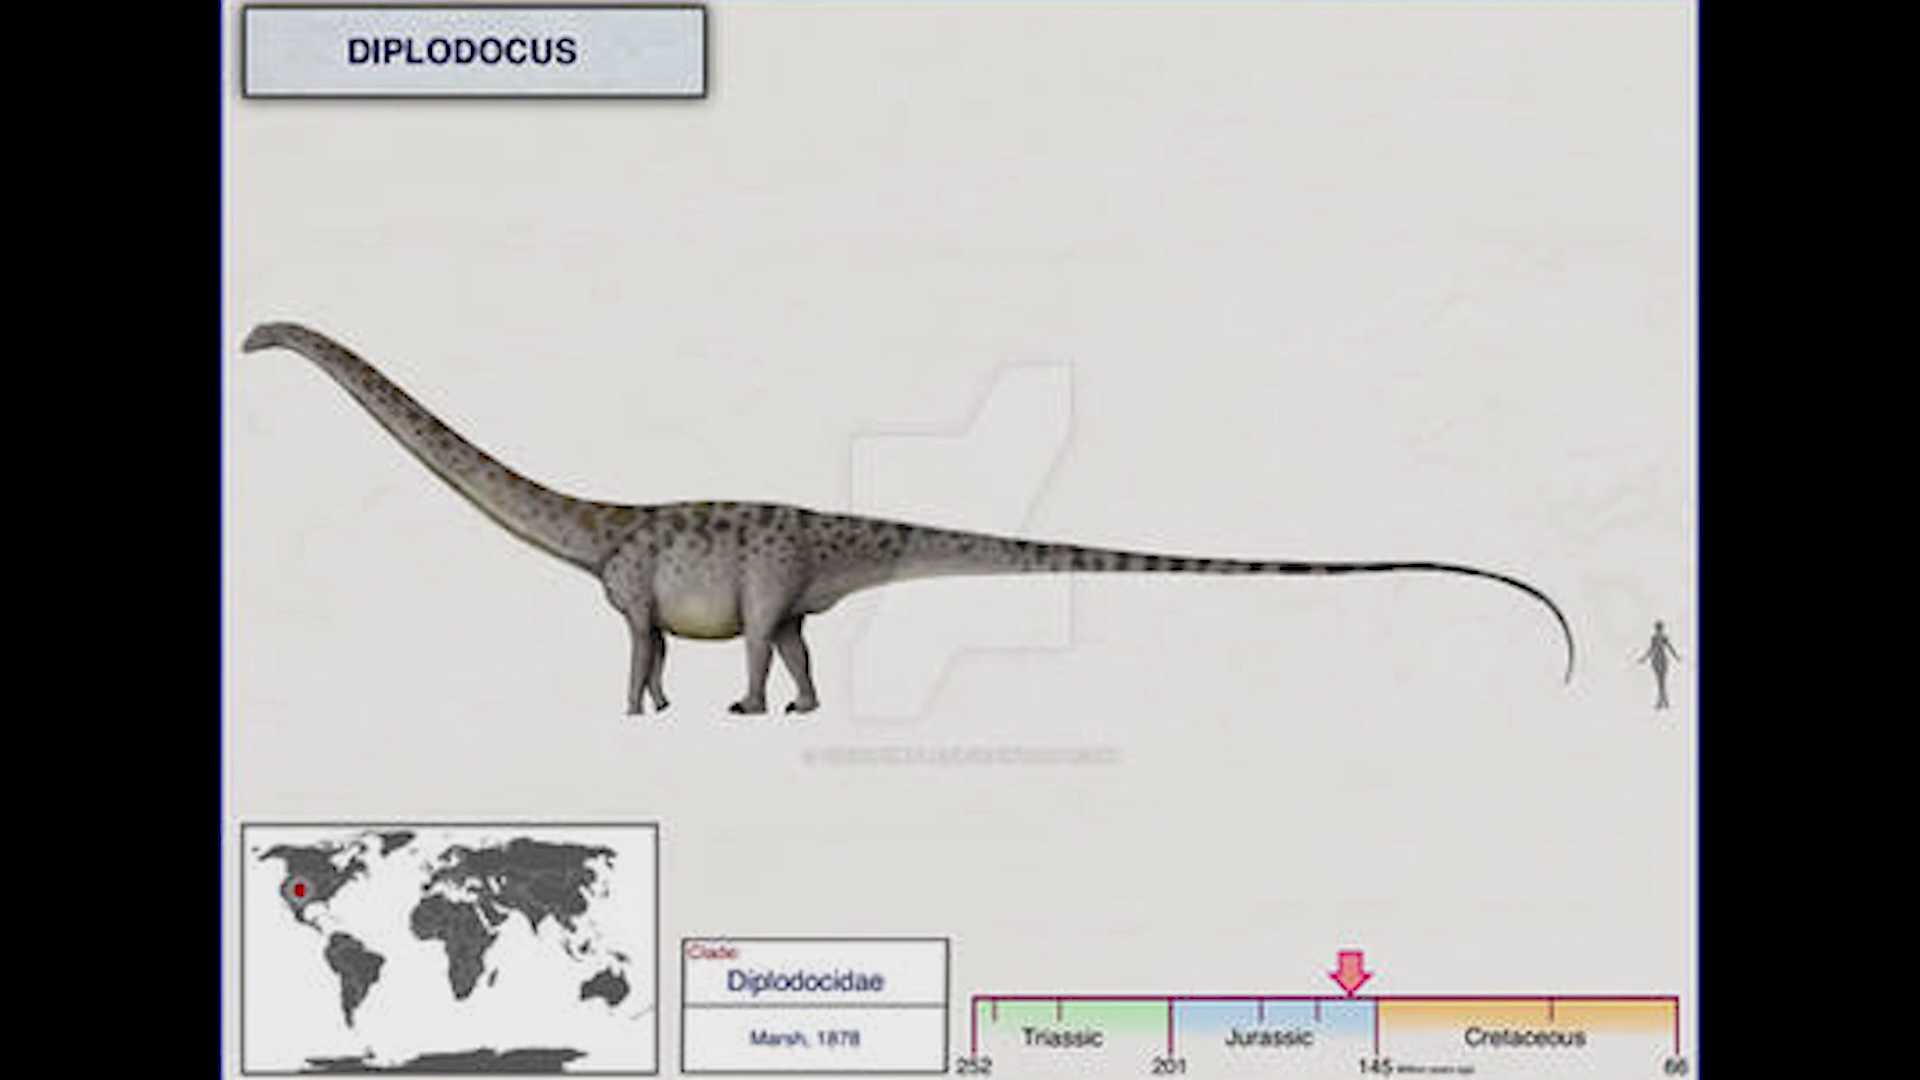 DIPLODOCUS
Clade:
Diplodocidae
Marsh, 1878
Triassic
Jurassic
Cretaceous
252
201
145
66